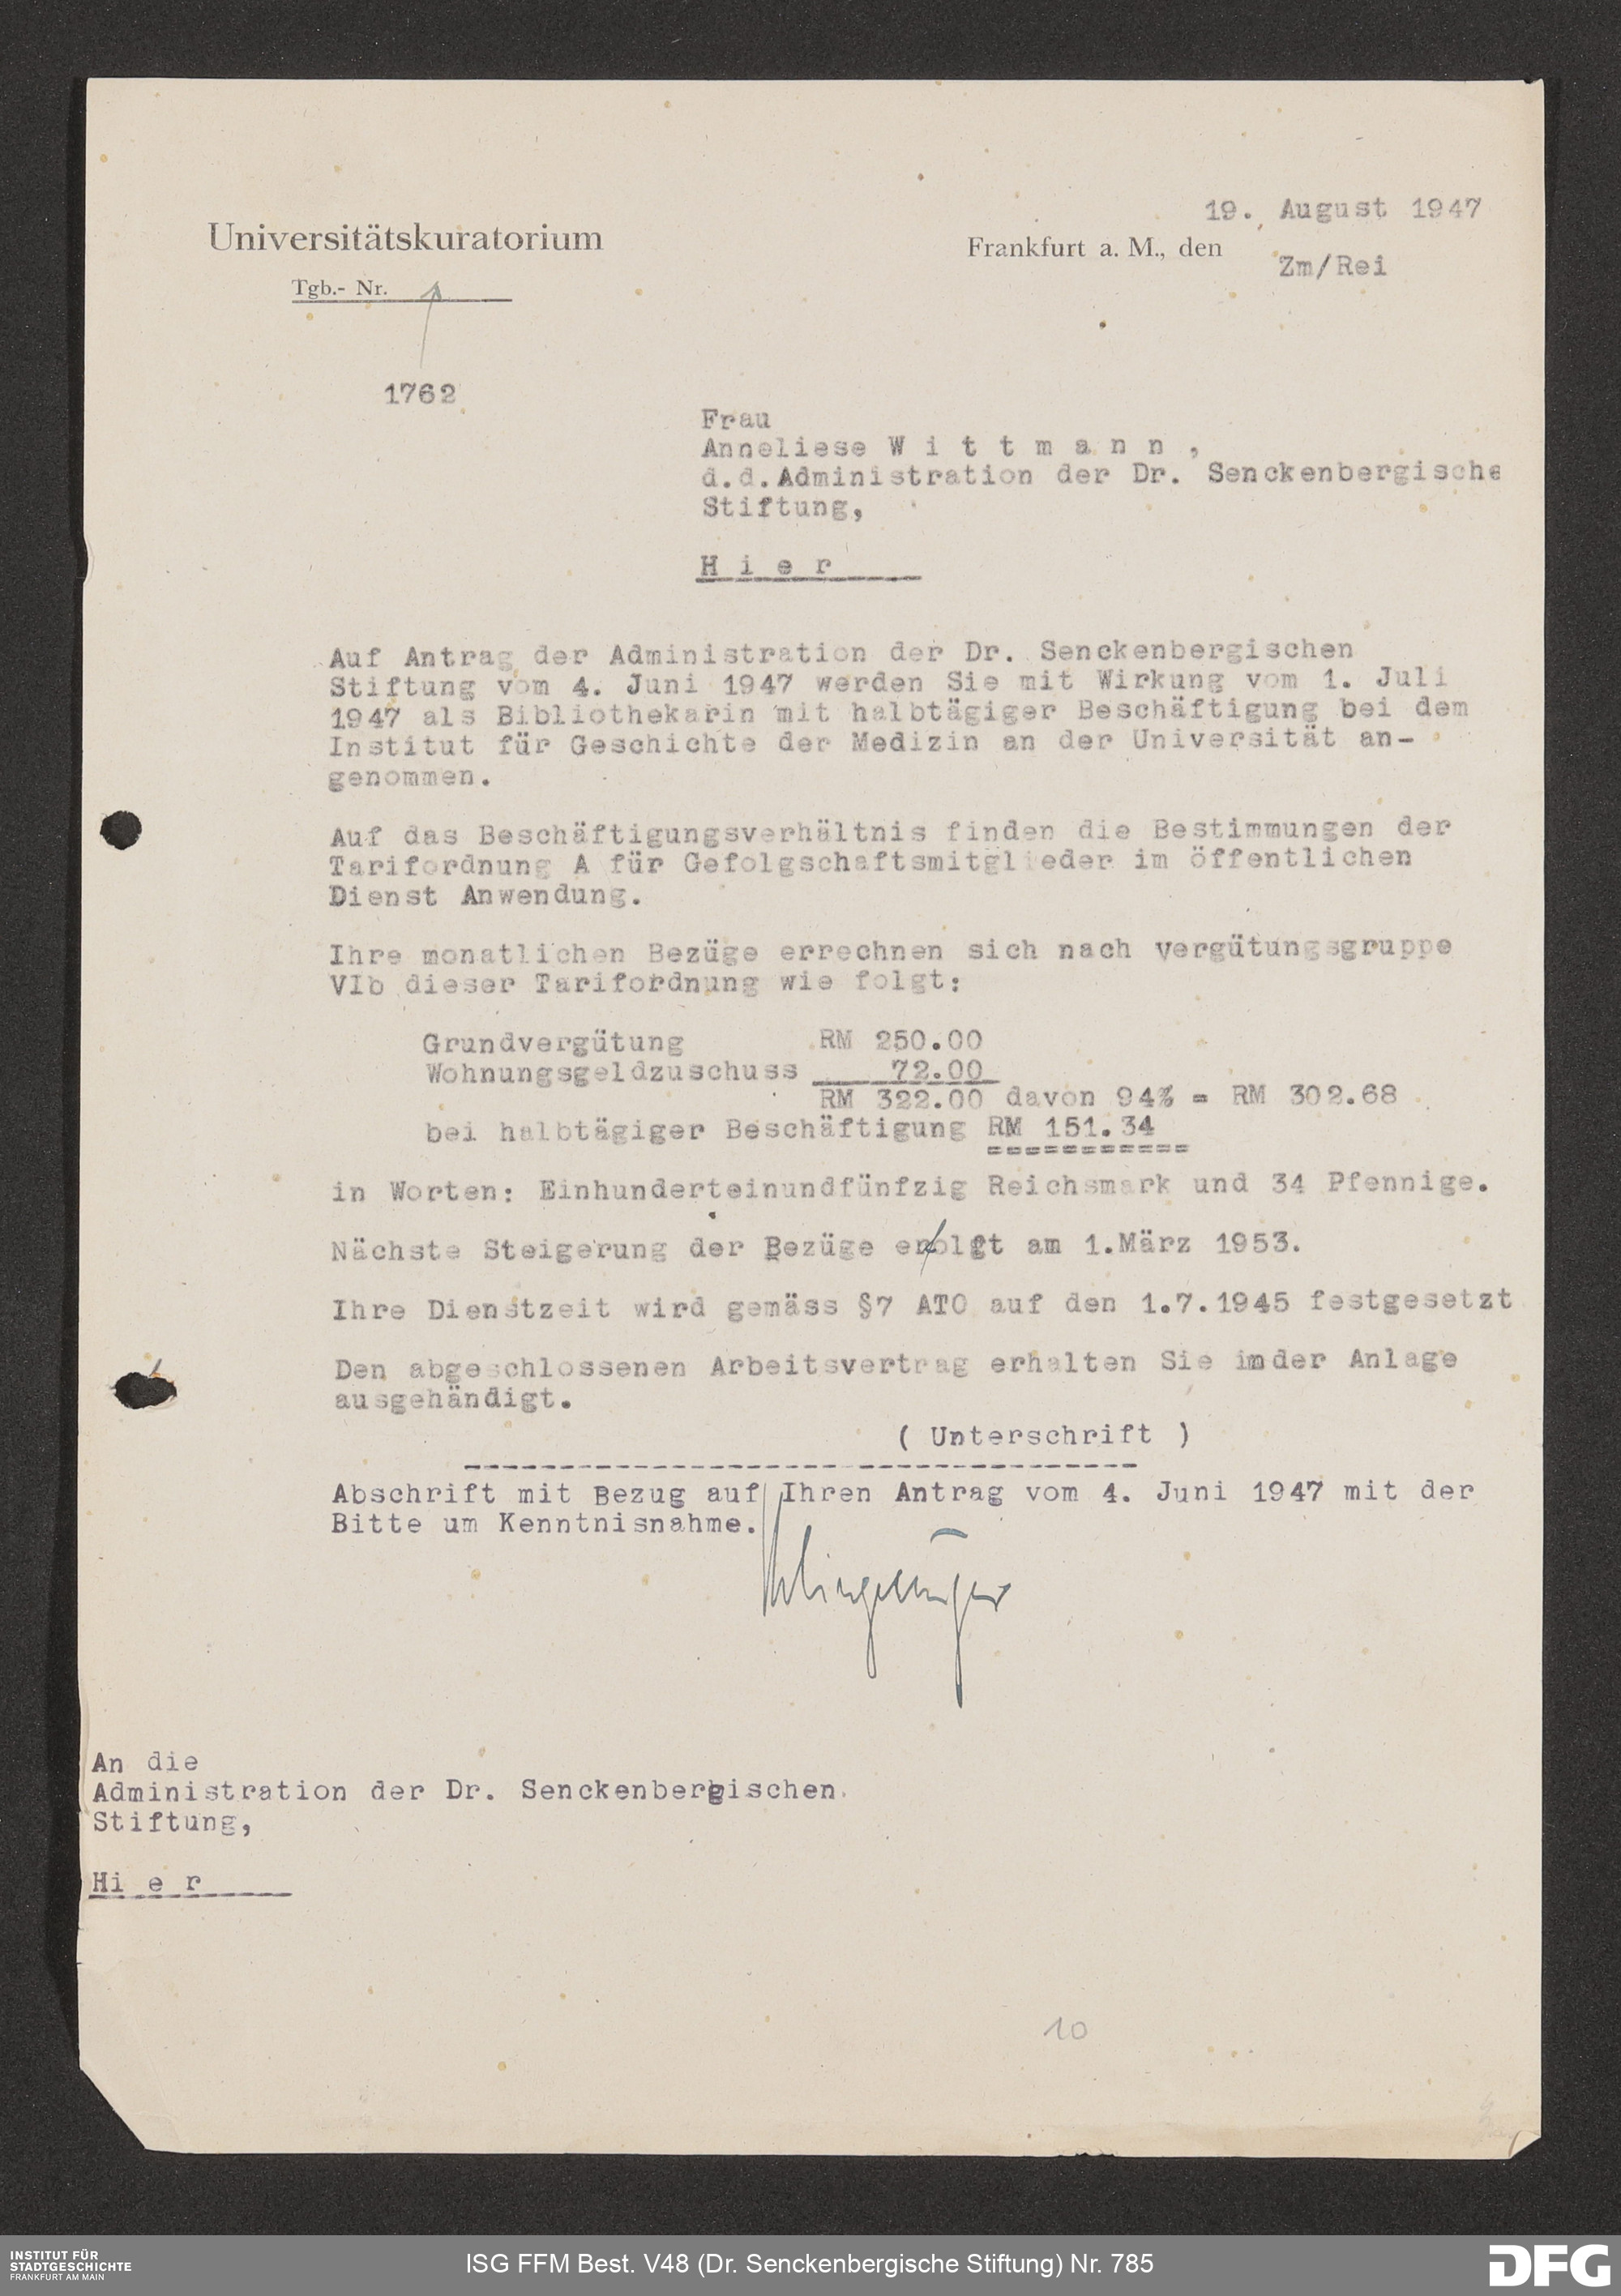 19. August 1947
Universitätskuratorium
Frankfurt a. M., den
Zm/Rei
Tgb.- Nr.
1762
Frau
Anneliese W i t t m a n n ,
d.d.Administration der Dr. Senckenbergische
Stiftung,
H i e r
Auf Antrag der Administration der Dr. Senckenbergischen
Stiftung vom 4. Juni 1947 werden Sie mit Wirkung vom 1. Juli
1947 als Bibliothekarin mit halbtägiger Beschäftigung bei dem
Institut für Geschichte der Medizin an der Universität an-
genommen.
Auf das Beschäftigungsverhältnis finden die Bestimmungen der
Tarifordnung A für Gefolgschaftsmitglieder im öffentlichen
Dienst Anwendung.
Ihre monatlichen Bezüge errechnen sich nach Vergütungsgruppe
VIb dieser Tarifordnung wie folgt:
Grundvergütung RM 250.00
Wohnungsgeldzuschuss 72.00
RM 322.00 davon 94% = RM 302.68
bei halbtägiger Beschäftigung RM 151.34
===========
in Worten: Einhunderteinundfünfzig Reichsmark und 34 Pfennige.
Nächste Steigerung der Bezüge erfolgt am 1.März 1953.
Ihre Dienstzeit wird gemäss §7 ATO auf den 1.7.1945 festgesetzt
Den abgeschlossenen Arbeitsvertrag erhalten Sie in der Anlage
ausgehändigt.
( Unterschrift )
Abschrift mit Bezug auf Ihren Antrag vom 4. Juni 1947 mit der
Bitte um Kenntnisnahme.
An die
Administration der Dr. Senckenbergischen
Stiftung,
Hi e r
10
INSTITUT FÜR
STADTGESCHICHTE
FRANKFURT AM MAIN
ISG FFM Best. V48 (Dr. Senckenbergische Stiftung) Nr. 785
DFG